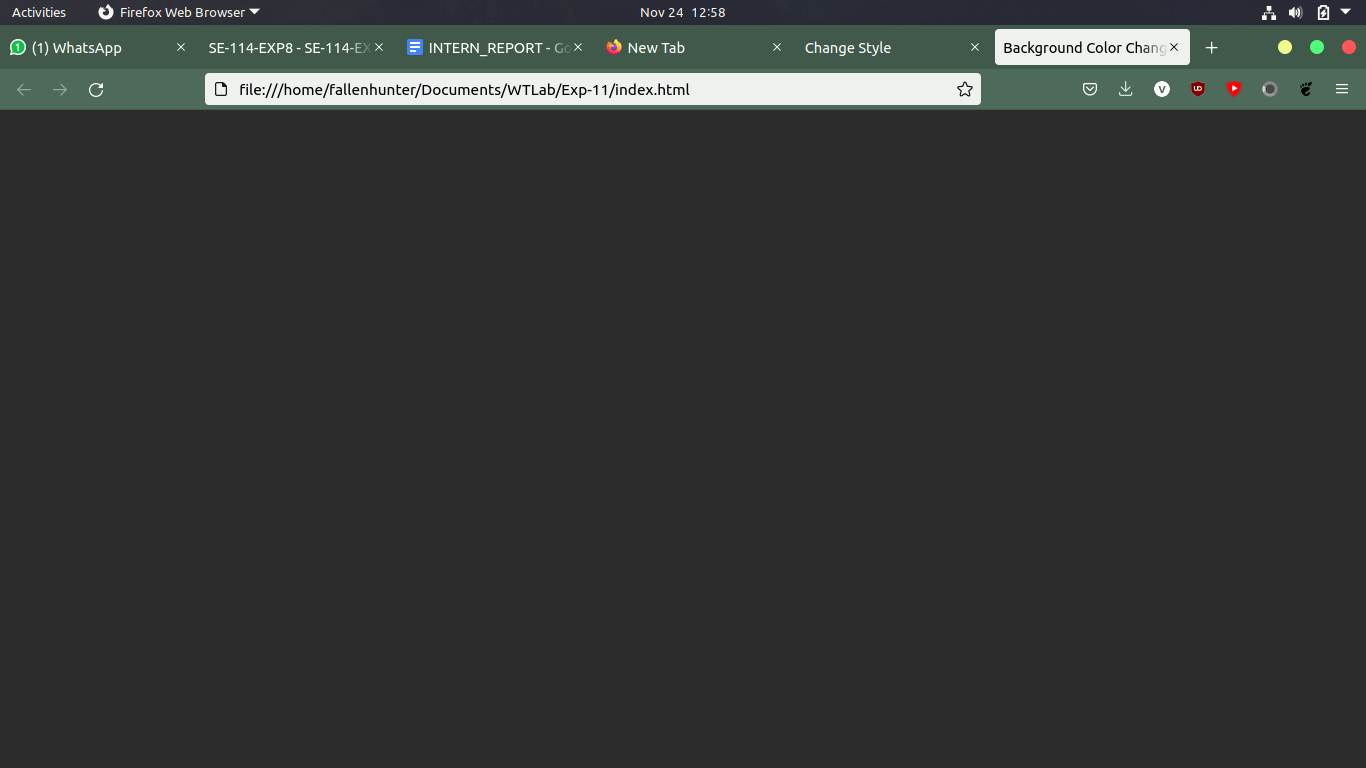 Activities Firefox Web Browser Nov 24 12:58
(1) WhatsApp SE-114-EXP8 - SE-114-EX INTERN_REPORT - Go New Tab Change Style Background Color Chang
file:///home/fallenhunter/Documents/WTLab/Exp-11/index.html